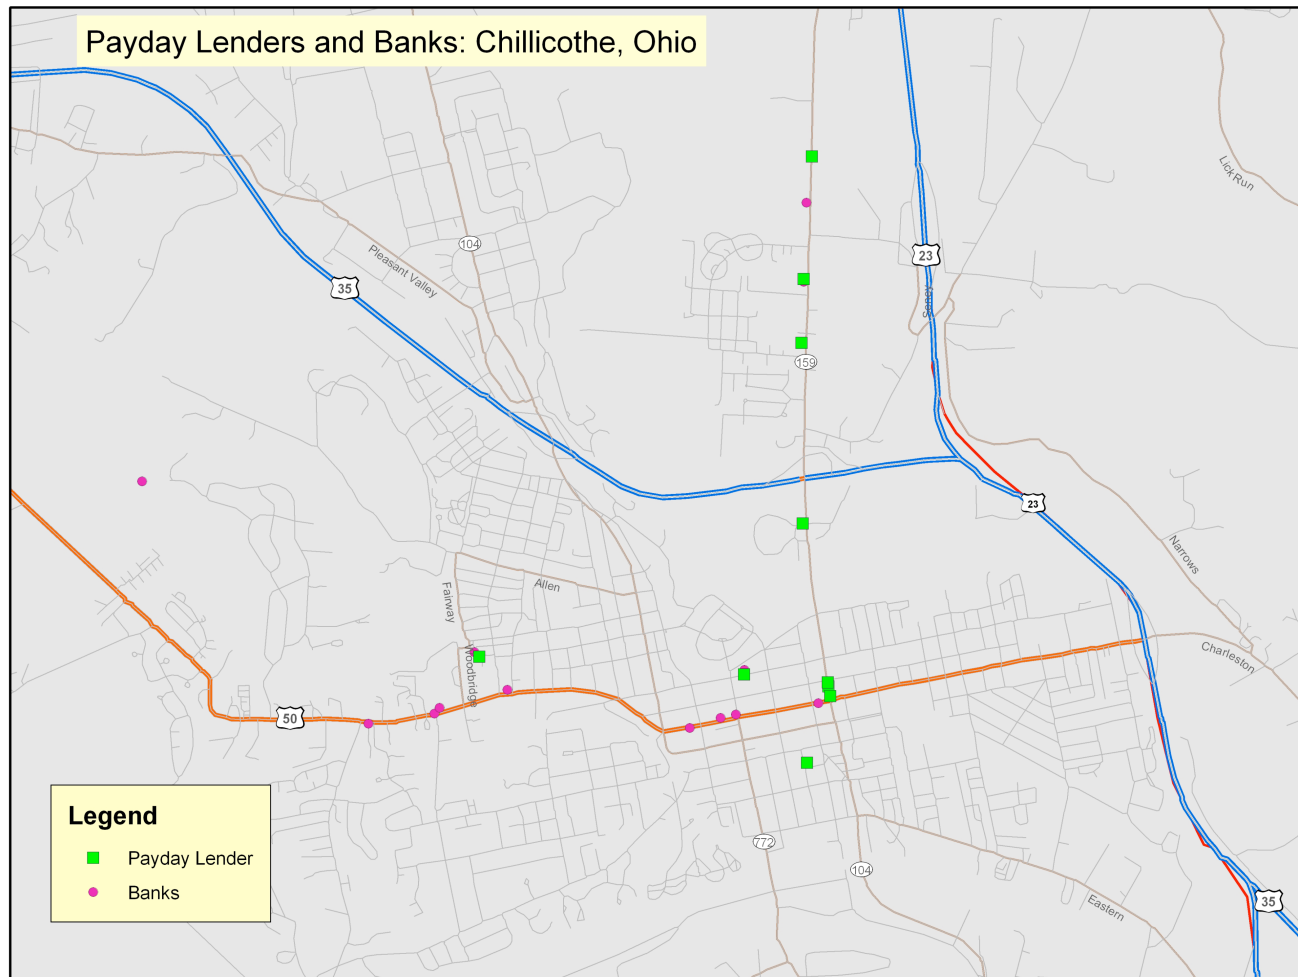 Payday Lenders and Banks: Chillicothe, Ohio
Lick Run
104
Pleasant Valley
23
35
159
23
Narrows
Allen
Fairway
Woodbridge
Charleston
50
Legend
Payday Lender
Banks
772
104
35
Eastern